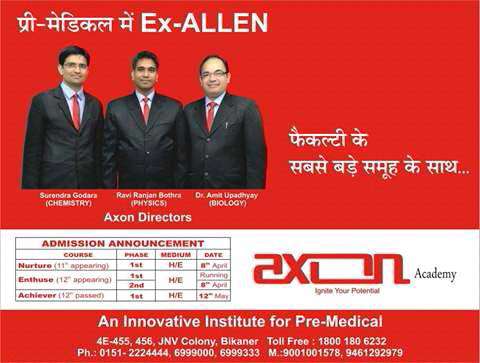 प्री-मेडिकल में Ex-ALLEN
फैकल्टी के
सबसे बड़े समूह के साथ...
Surendra Godara
(CHEMISTRY)
Ravi Ranjan Bothra
(PHYSICS)
Dr. Amit Upadhyay
(BIOLOGY)
Axon Directors
ADMISSION ANNOUNCEMENT
COURSE PHASE MEDIUM DATE
Nurture (11th appearing) 1st H/E 8th April
Enthuse (12th appearing) 1st H/E Running
2nd H/E 8th April
Achiever (12th passed) 1st H/E 12th May
axon Academy
Ignite Your Potential
An Innovative Institute for Pre-Medical
4E-455, 456, JNV Colony, Bikaner Toll Free : 1800 180 6232
Ph.: 0151- 2224444, 6999000, 6999333 M.:9001001578, 9461292979